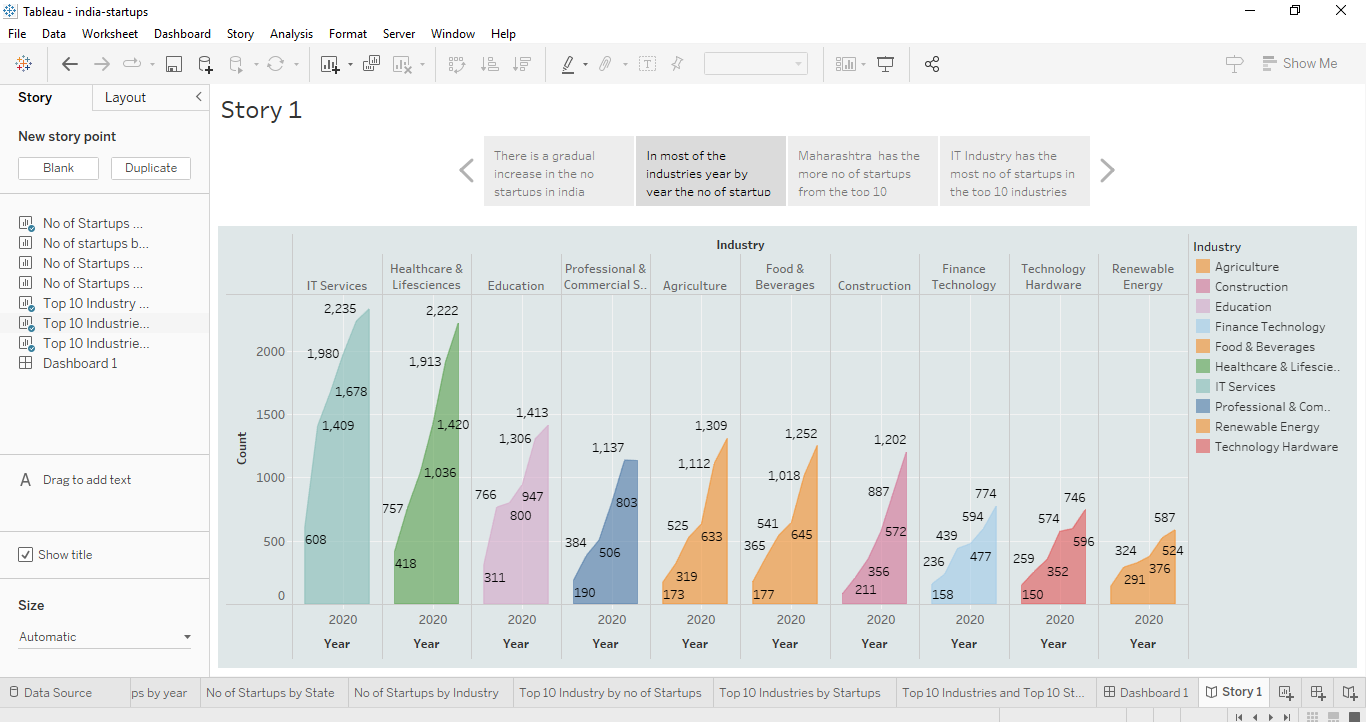 Tableau - india-startups
File Data Worksheet Dashboard Story Analysis Format Server Window Help
Show Me
Story Layout
New story point
Blank Duplicate
No of Startups ...
No of startups b...
No of Startups ...
No of Startups ...
Top 10 Industry ...
Top 10 Industrie...
Top 10 Industrie...
Dashboard 1
A Drag to add text
Show title
Size
Automatic
Story 1
There is a gradual
increase in the no
startups in india
In most of the
industries year by
year the no of startup
Maharashtra has the
more no of startups
from the top 10
IT Industry has the
most no of startups in
the top 10 industries
Industry
IT Services
Healthcare &
Lifesciences
Education
Professional &
Commercial S..
Agriculture
Food &
Beverages
Construction
Finance
Technology
Technology
Hardware
Renewable
Energy
Count
2000
1500
1000
500
0
2,235
1,980
1,678
1,409
608
2,222
1,913
1,420
1,036
757
418
1,413
1,306
947
766
800
311
1,137
803
384
506
190
1,309
1,112
525
633
319
173
1,252
1,018
541
645
365
177
1,202
887
572
356
211
774
594
439
477
236
158
746
574
596
259
352
150
587
524
324
376
291
2020 2020 2020 2020 2020 2020 2020 2020 2020 2020
Year Year Year Year Year Year Year Year Year Year
Industry
Agriculture
Construction
Education
Finance Technology
Food & Beverages
Healthcare & Lifescie..
IT Services
Professional & Com..
Renewable Energy
Technology Hardware
Data Source ps by year No of Startups by State No of Startups by Industry Top 10 Industry by no of Startups Top 10 Industries by Startups Top 10 Industries and Top 10 St... Dashboard 1 Story 1